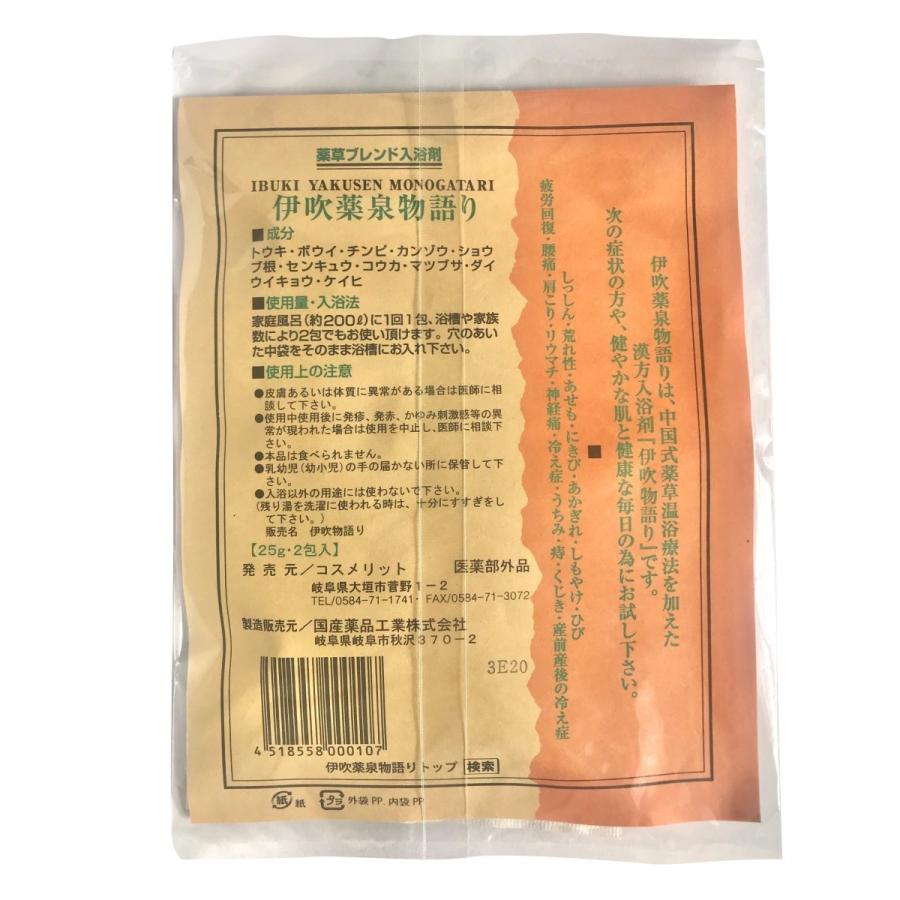 薬草ブレンド入浴剤
IBUKI YAKUSEN MONOGATARI
伊吹薬泉物語り
■成分
トウキ・ボウイ・チンピ・カンゾウ・ショウ
ブ根・センキュウ・コウカ・マツブサ・ダイ
ウイキョウ・ケイヒ
■使用量・入浴法
家庭風呂(約200ℓ)に1回1包、浴槽や家族
数により2包でもお使い頂けます。穴のあい
た中袋をそのまま浴槽にお入れ下さい。
■使用上の注意
●皮膚あるいは体質に異常がある場合は医師に相
談して下さい。
●使用中使用後に発疹、発赤、かゆみ刺激感等の異
常が現われた場合は使用を中止し、医師に相談下
さい。
●本品は食べられません。
●乳幼児(幼小児)の手の届かない所に保管して下
さい。
●入浴以外の用途には使わないで下さい。
(残り湯を洗濯に使われる時は、十分にすすぎをし
て下さい。)
販売名 伊吹物語り
【25g・2包入】
発売元/コスメリット 医薬部外品
岐阜県大垣市菅野1-2
TEL/0584-71-1741・FAX/0584-71-3072
製造販売元/国産薬品工業株式会社
岐阜県岐阜市秋沢370-2
3E20
4 518558 000107
伊吹薬泉物語りトップ 検索
紙 紙 プラ 外袋PP. 内袋PP
伊吹薬泉物語りは、中国式薬草温浴療法を加えた
漢方入浴剤「伊吹物語り」です。
次の症状の方や、健やかな肌と健康な毎日の為にお試し下さい。
■
しっしん・荒れ性・あせも・にきび・あかぎれ・しもやけ・ひび
疲労回復・腰痛・肩こり・リウマチ・神経痛・冷え症・うちみ・痔・くじき・産前産後の冷え症